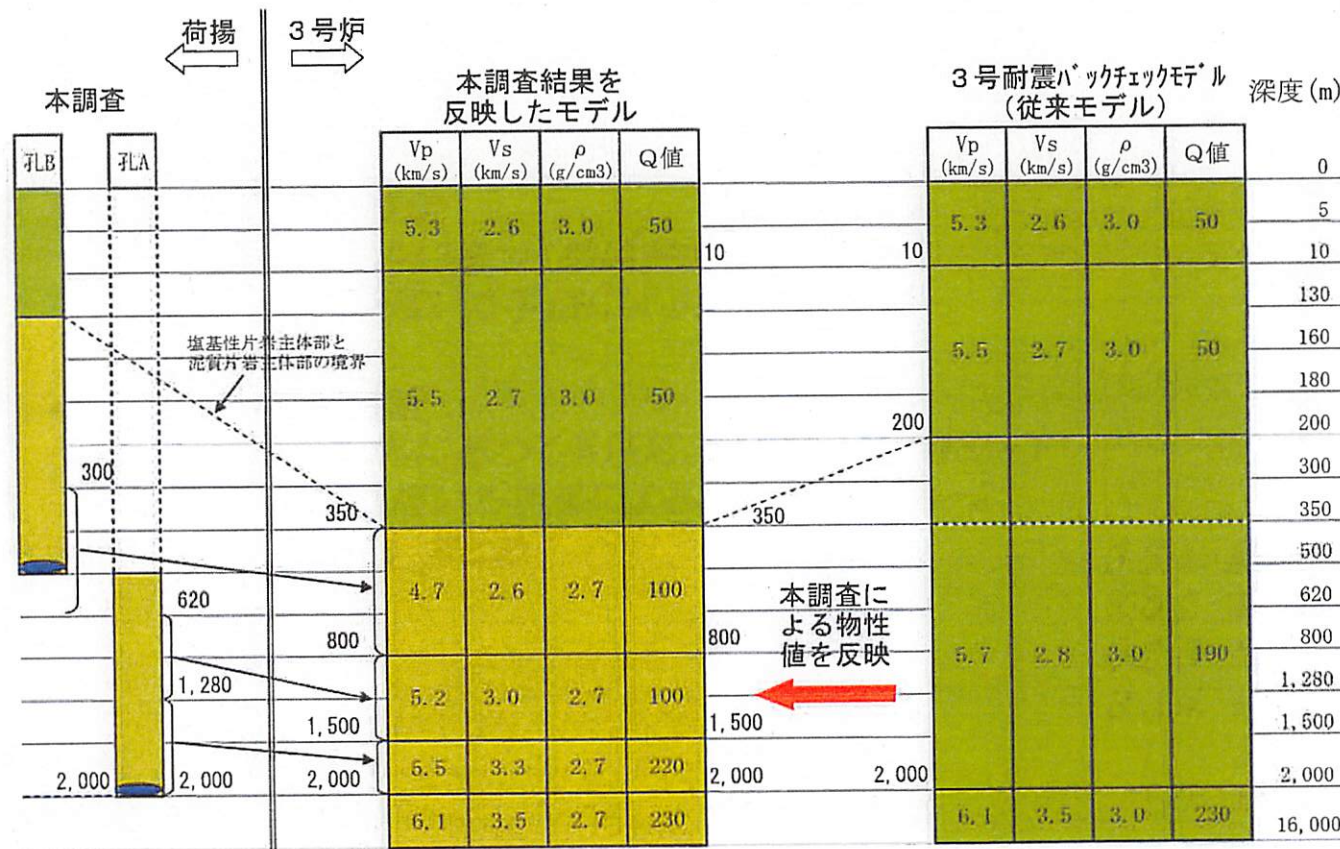 荷揚
3号炉
本調査
孔B
孔A
塩基性片岩主体部と
泥質片岩主体部の境界
300
620
1,280
2,000
2,000
本調査結果を
反映したモデル
Vp
(km/s)
Vs
(km/s)
ρ
(g/cm3)
Q値
5.3 2.6 3.0 50
5.5 2.7 3.0 50
4.7 2.6 2.7 100
5.2 3.0 2.7 100
5.5 3.3 2.7 220
6.1 3.5 2.7 230
350
800
1,500
2,000
10
350
800
1,500
2,000
本調査に
よる物性
値を反映
10
200
2,000
3号耐震バックチェックモデル
(従来モデル)
Vp
(km/s)
Vs
(km/s)
ρ
(g/cm3)
Q値
5.3 2.6 3.0 50
5.5 2.7 3.0 50
5.7 2.8 3.0 190
6.1 3.5 3.0 230
深度(m)
0
5
10
130
160
180
200
300
350
500
620
800
1,280
1,500
2,000
16,000